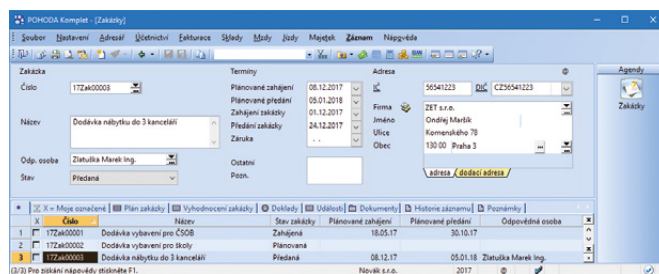 POHODA Komplet - [Zakázky]
Soubor Nastavení Adresář Účetnictví Fakturace Sklady Mzdy Jízdy Majetek Záznam Nápověda
Zakázka
Číslo 17Zak00003
Název Dodávka nábytku do 3 kanceláří
Odp. osoba Zlatuška Marek Ing.
Stav Předaná
Termíny
Plánované zahájení 08.12.2017
Plánované předání 05.01.2018
Zahájení zakázky 01.12.2017
Předání zakázky 24.12.2017
Záruka . .
Ostatní
Pozn.
Adresa
IČ 56541223 DIČ CZ56541223
Firma ZET s.r.o.
Jméno Ondřej Marbík
Ulice Komenského 78
Obec 130 00 Praha 3
adresa dodací adresa
Agendy
Zakázky
X = Moje označené Plán zakázky Vyhodnocení zakázky Doklady Události Dokumenty Historie záznamu Poznámky
X Číslo Název Stav zakázky Plánované zahájení Plánované předání Odpovědná osoba
1 17Zak00001 Dodávka vybavení pro ČSOB Zahájená 18.05.17 30.10.17
2 17Zak00002 Dodávka vybavení pro školy Plánovaná
3 17Zak00003 Dodávka nábytku do 3 kanceláří Předaná 08.12.17 05.01.18 Zlatuška Marek Ing.
(3/3) Pro získání nápovědy stiskněte F1. Novák s.r.o. 2017 @